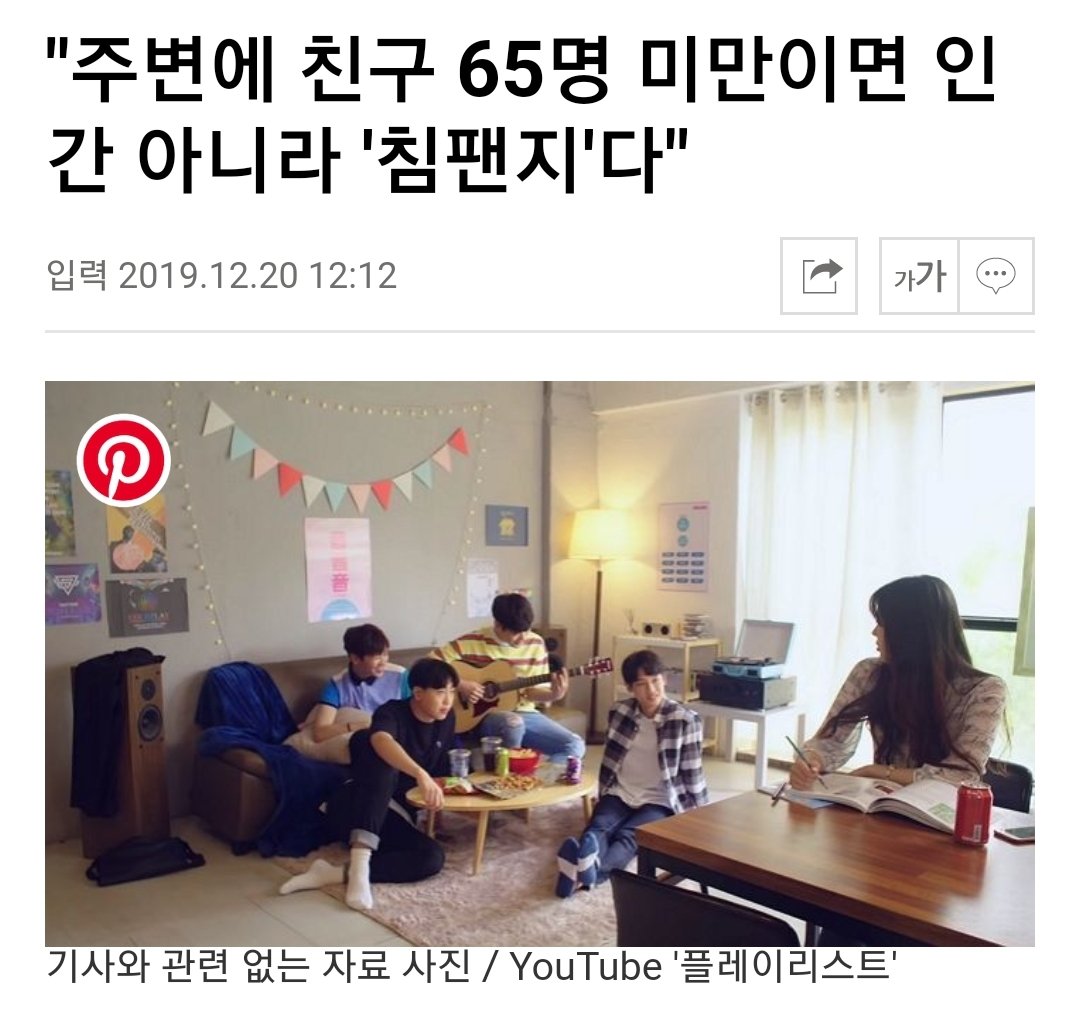 "주변에 친구 65명 미만이면 인
간 아니라 '침팬지'다"
입력 2019.12.20 12:12
가가
기사와 관련 없는 자료 사진 / YouTube '플레이리스트'